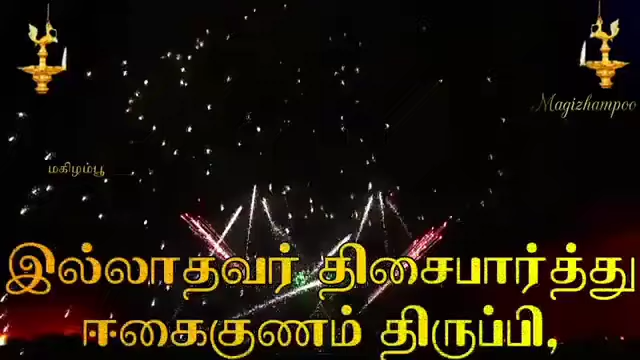 Magizhampoo
மகிழம்பூ
இல்லாதவர் திசைபார்த்து
ஈகைகுணம் திருப்பி,